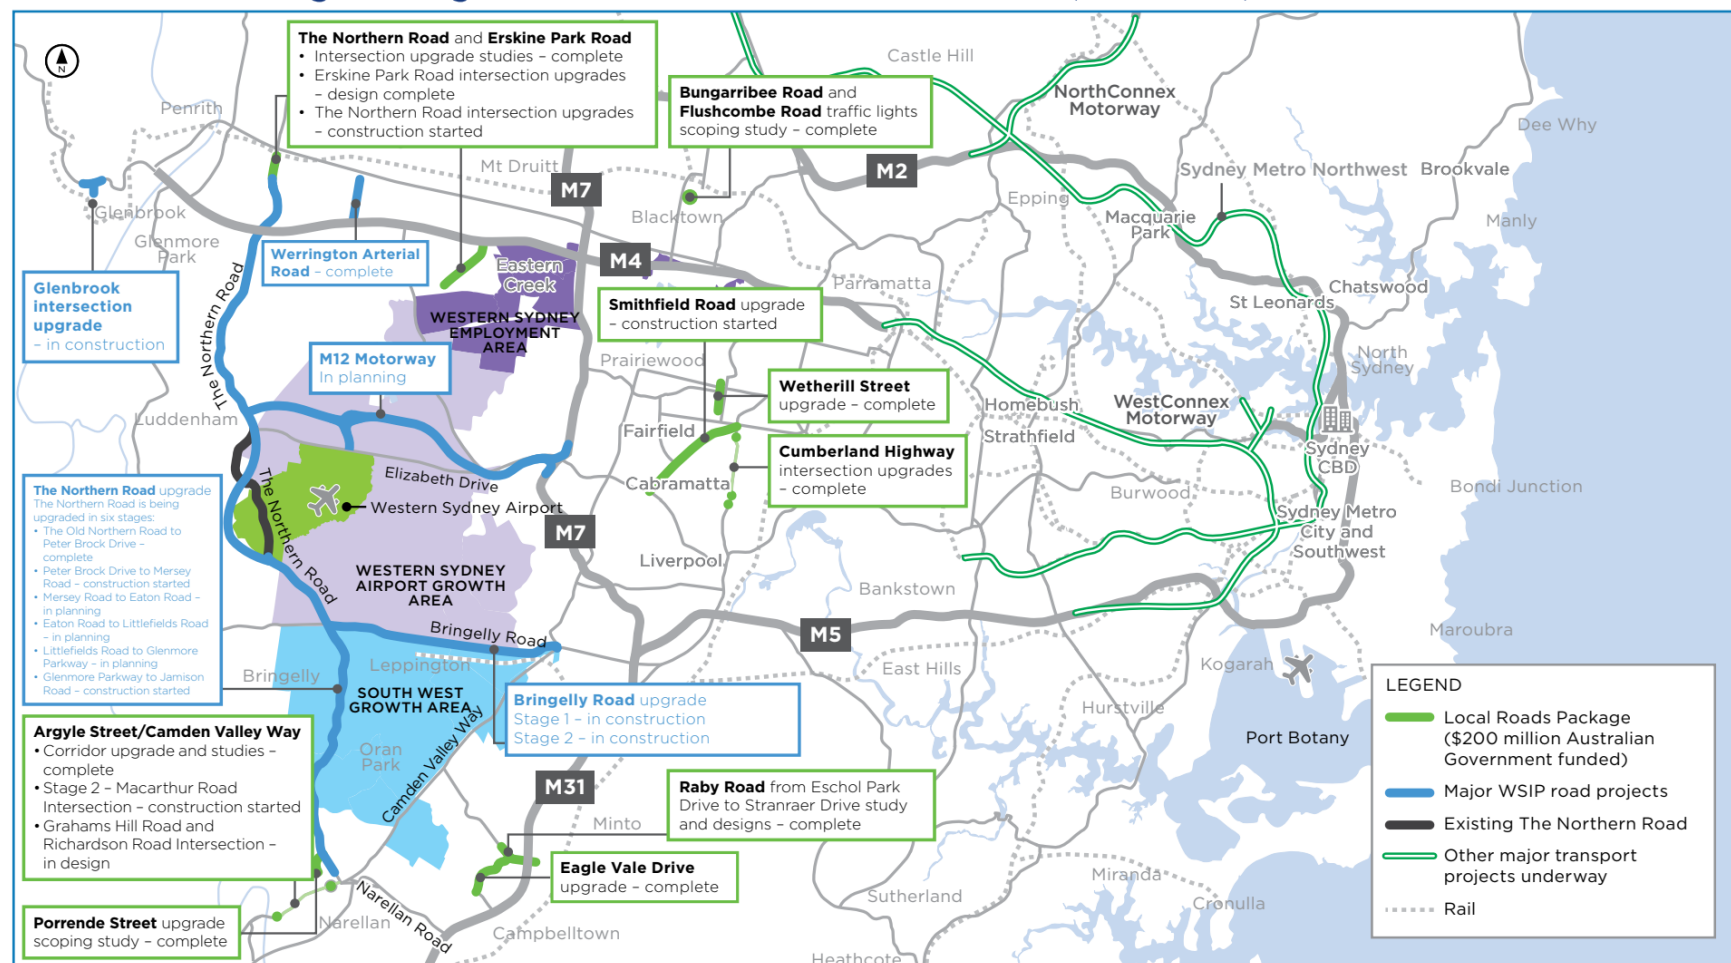 N
The Northern Road and Erskine Park Road
• Intersection upgrade studies – complete
• Erskine Park Road intersection upgrades
– design complete
• The Northern Road intersection upgrades
– construction started
Castle Hill
Bungarribee Road and
Flushcombe Road traffic lights
scoping study – complete
NorthConnex
Motorway
Penrith
Dee Why
Mt Druitt
M2
M7
Sydney Metro Northwest
Brookvale
Epping
Glenbrook
Blacktown
Macquarie
Park
Manly
Glenmore
Park
Werrington Arterial
Road – complete
Eastern
Creek
M4
Parramatta
Chatswood
St Leonards
Glenbrook
intersection
upgrade
– in construction
The Northern Road
WESTERN SYDNEY
EMPLOYMENT
AREA
Smithfield Road upgrade
– construction started
M12 Motorway
In planning
Prairiewood
North
Sydney
Wetherill Street
upgrade – complete
Homebush
WestConnex
Motorway
Luddenham
Fairfield
Strathfield
Cumberland Highway
intersection upgrades
– complete
Sydney
CBD
Elizabeth Drive
Cabramatta
Burwood
Bondi Junction
The Northern Road upgrade
The Northern Road is being
upgraded in six stages:
• The Old Northern Road to
Peter Brock Drive –
complete
• Peter Brock Drive to Mersey
Road – construction started
• Mersey Road to Eaton Road –
in planning
• Eaton Road to Littlefields Road
– in planning
• Littlefields Road to Glenmore
Parkway – in planning
• Glenmore Parkway to Jamison
Road – construction started
The Northern Road
Western Sydney Airport
M7
Sydney Metro
City and
Southwest
Liverpool
WESTERN SYDNEY
AIRPORT GROWTH
AREA
Bankstown
Bringelly Road
M5
Maroubra
Bringelly
Leppington
East Hills
Kogarah
SOUTH WEST
GROWTH AREA
Bringelly Road upgrade
Stage 1 – in construction
Stage 2 – in construction
Hurstville
Port Botany
Argyle Street/Camden Valley Way
• Corridor upgrade and studies –
complete
• Stage 2 – Macarthur Road
Intersection – construction started
• Grahams Hill Road and
Richardson Road Intersection –
in design
Oran
Park
Camden Valley Way
M31
Raby Road from Eschol Park
Drive to Stranraer Drive study
and designs – complete
Minto
Eagle Vale Drive
upgrade – complete
Miranda
Sutherland
Cronulla
Porrende Street upgrade
scoping study – complete
Narellan
Narellan Road
Campbelltown
Heathcote
LEGEND
Local Roads Package
($200 million Australian
Government funded)
Major WSIP road projects
Existing The Northern Road
Other major transport
projects underway
Rail